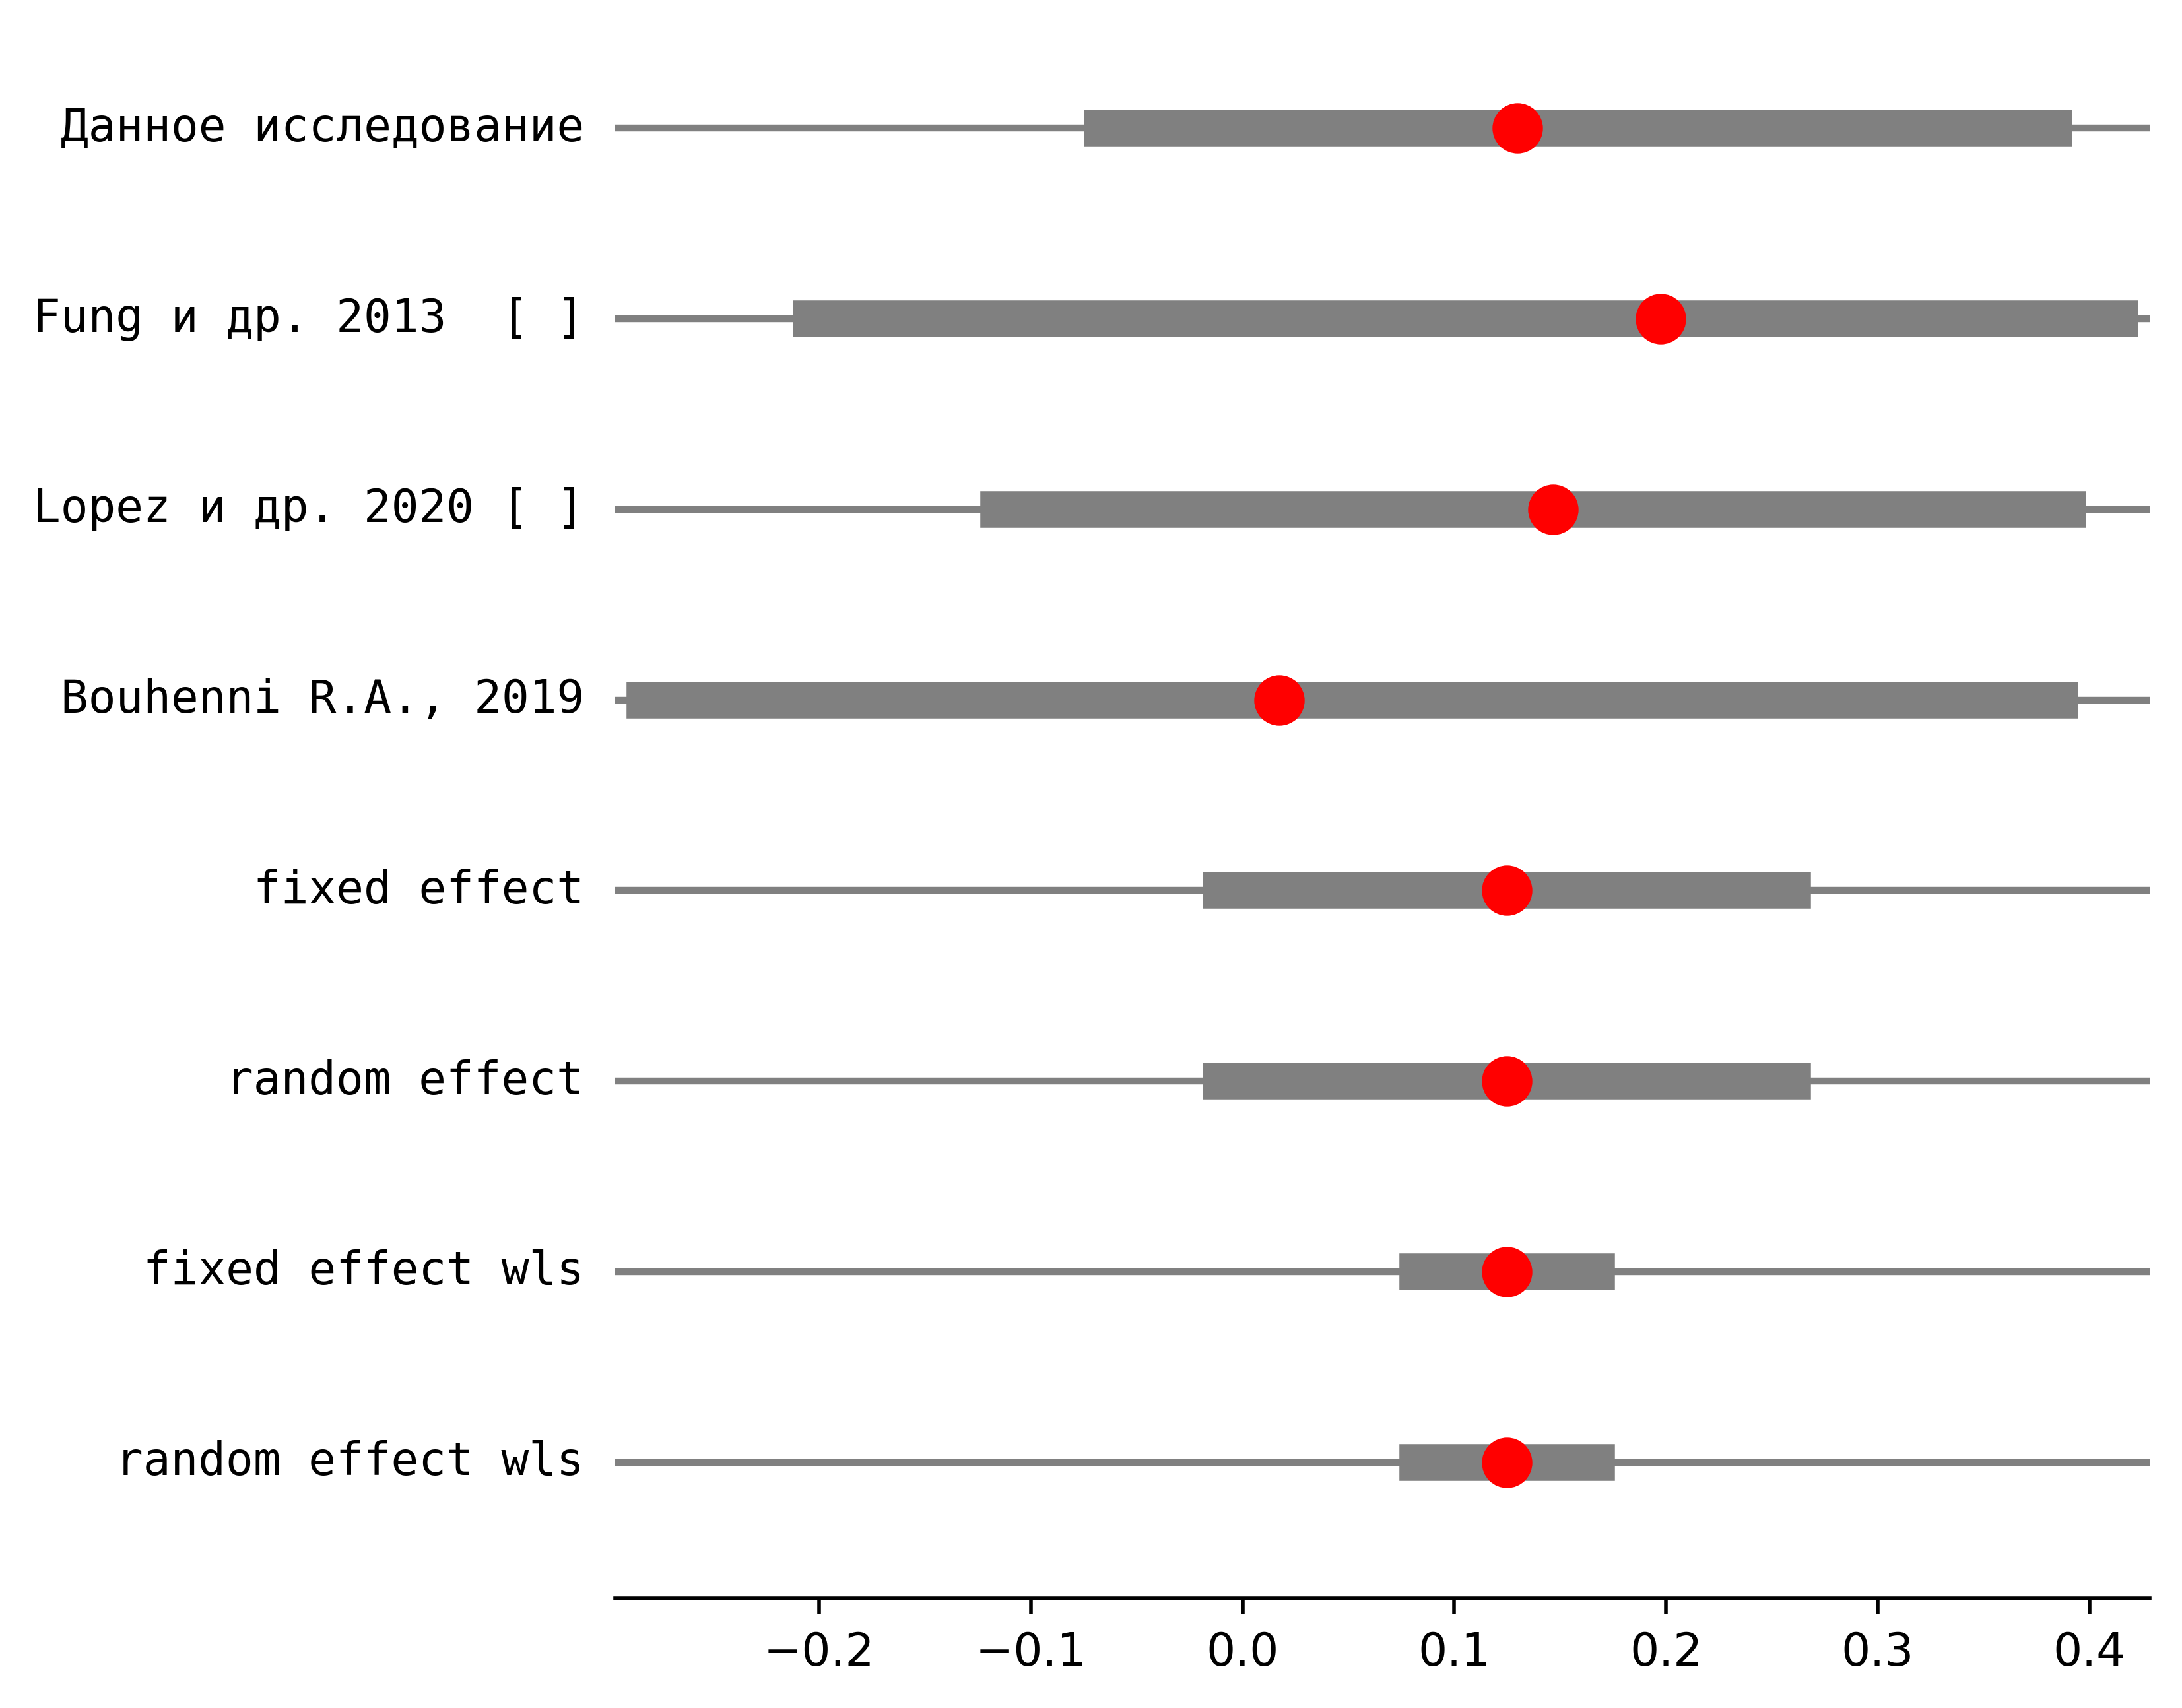 Данное исследование
Fung и др. 2013  [ ]
Lopez и др. 2020 [ ]
Bouhenni R.A., 2019
fixed effect
random effect
fixed effect wls
random effect wls
−0.2 −0.1 0.0 0.1 0.2 0.3 0.4